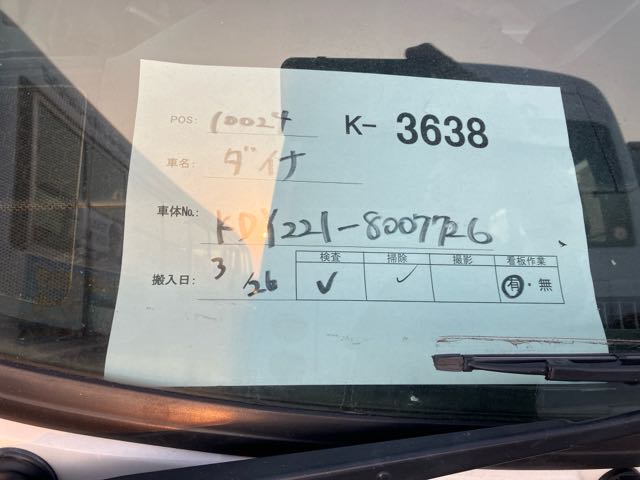 POS: 10024 K- 3638
車名: ダイナ
車体No.: KDY221-8007726
搬入日: 3/26
検査 掃除 撮影 看板作業
✓ ✓ 有・無